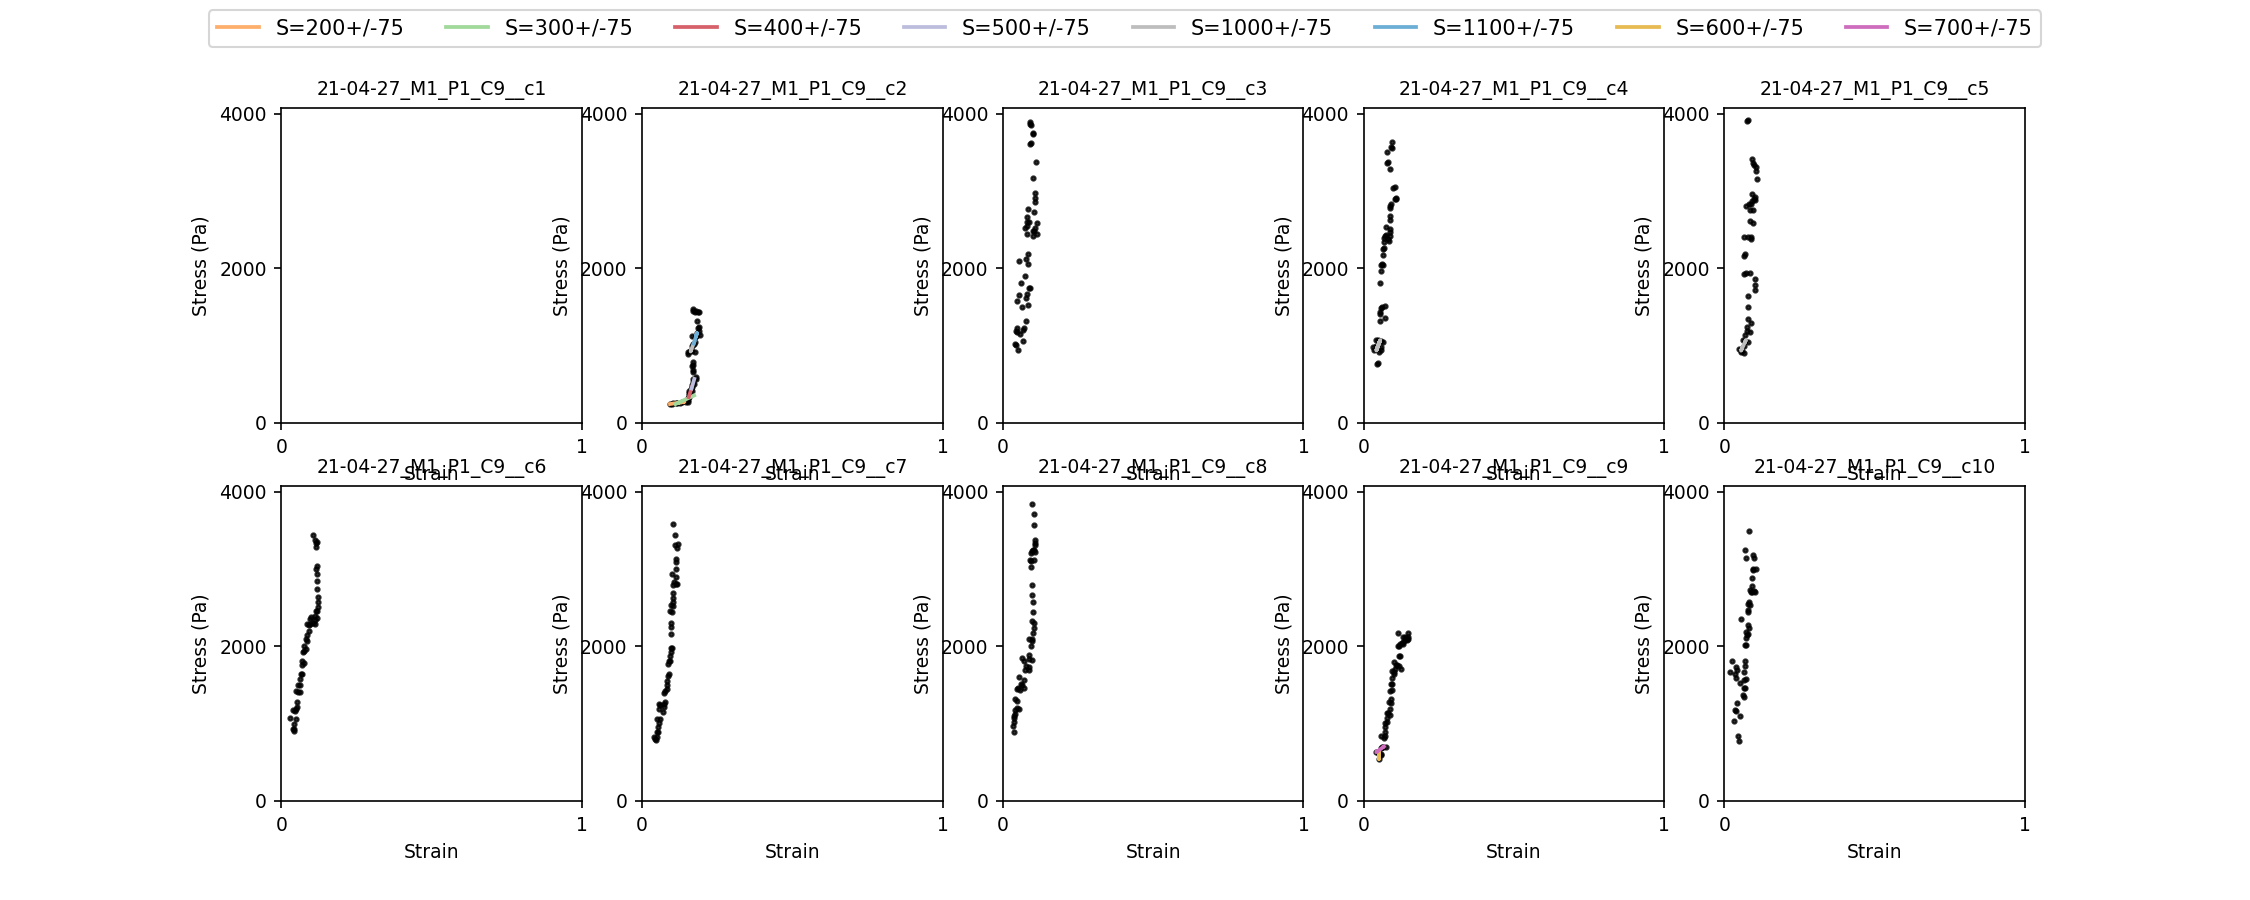 S=200+/-75 S=300+/-75 S=400+/-75 S=500+/-75 S=1000+/-75 S=1100+/-75 S=600+/-75 S=700+/-75
21-04-27_M1_P1_C9__c1 21-04-27_M1_P1_C9__c2 21-04-27_M1_P1_C9__c3 21-04-27_M1_P1_C9__c4 21-04-27_M1_P1_C9__c5
4000 4000 4000 4000 4000
Stress (Pa) Stress (Pa) Stress (Pa) Stress (Pa) Stress (Pa)
2000 2000 2000 2000 2000
0 0 0 0 0
0 1 0 1 0 1 0 1 0 1
Strain Strain Strain Strain Strain
21-04-27_M1_P1_C9__c6 21-04-27_M1_P1_C9__c7 21-04-27_M1_P1_C9__c8 21-04-27_M1_P1_C9__c9 21-04-27_M1_P1_C9__c10
4000 4000 4000 4000 4000
Stress (Pa) Stress (Pa) Stress (Pa) Stress (Pa) Stress (Pa)
2000 2000 2000 2000 2000
0 0 0 0 0
0 1 0 1 0 1 0 1 0 1
Strain Strain Strain Strain Strain